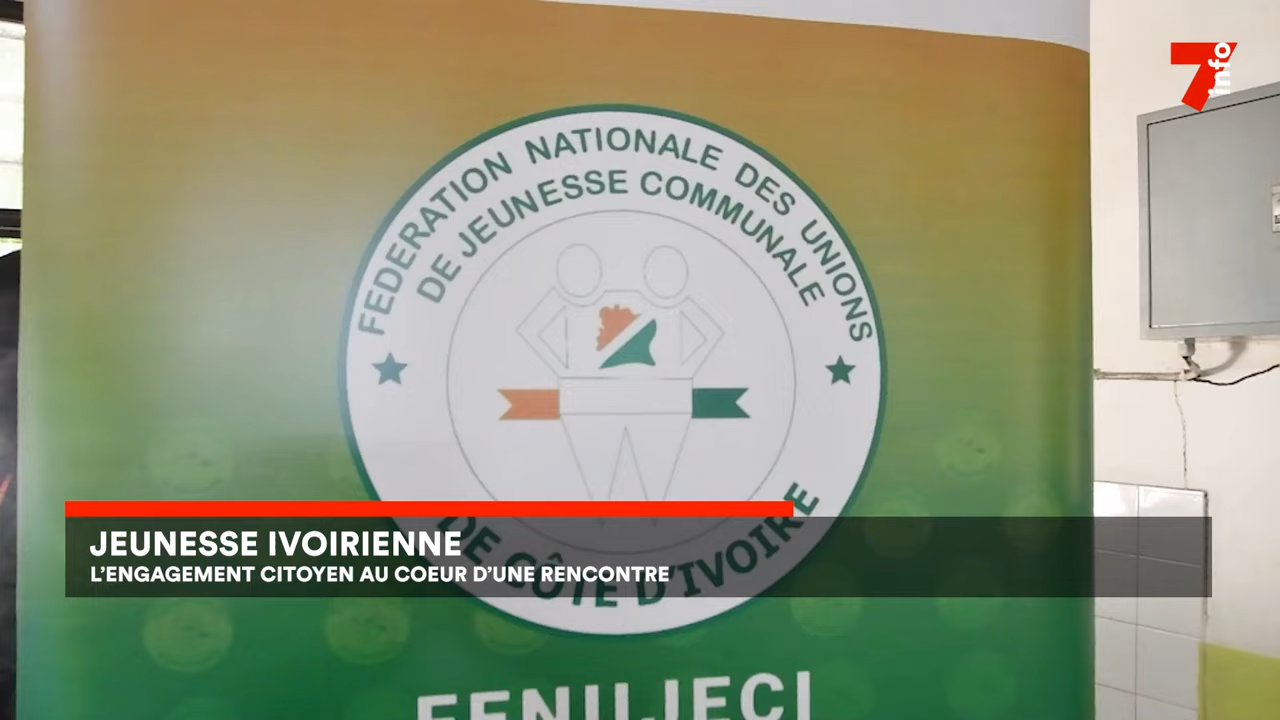 7info
FEDERATION NATIONALE DES UNIONS
DE JEUNESSE COMMUNALE
DE CÔTE D'IVOIRE
JEUNESSE IVOIRIENNE
L'ENGAGEMENT CITOYEN AU COEUR D'UNE RENCONTRE
FENUJECI